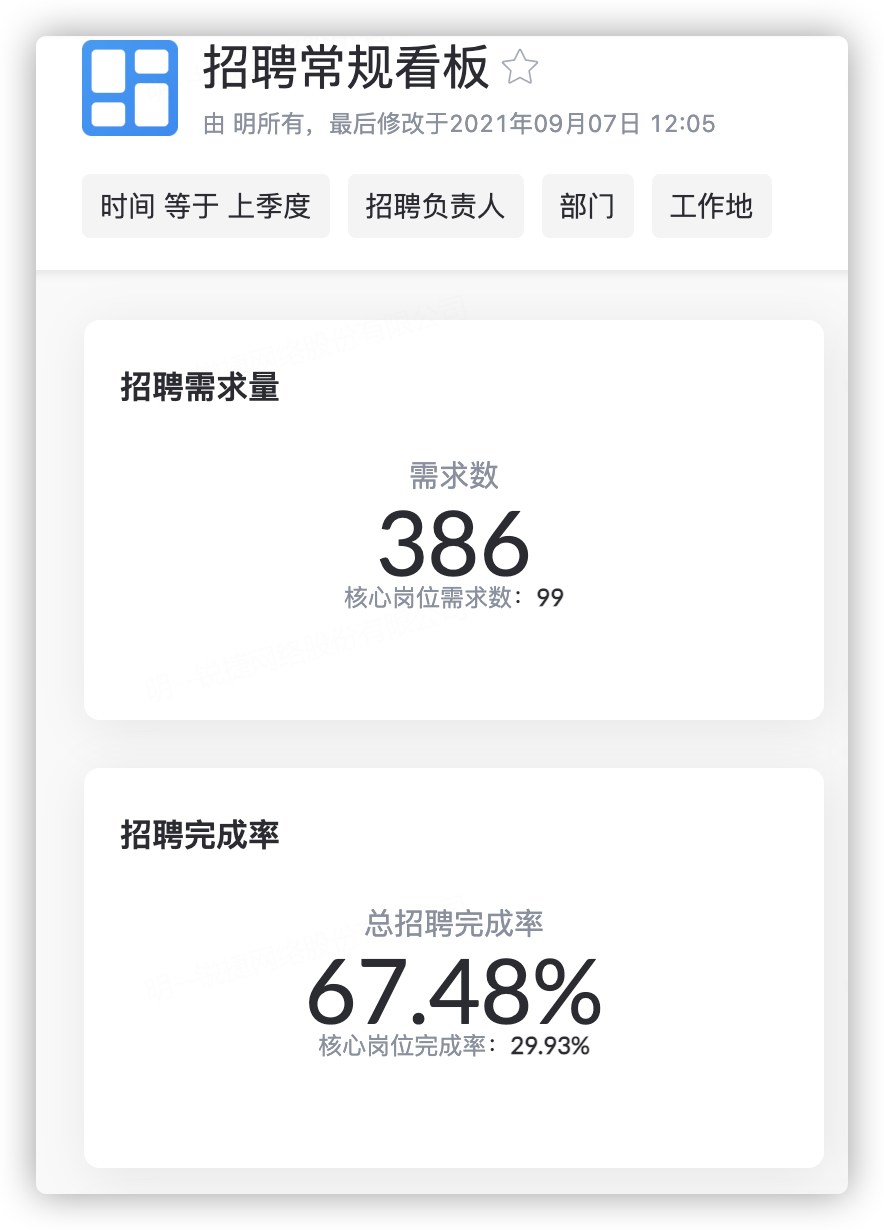 招聘常规看板
由 明所有，最后修改于2021年09月07日 12:05
时间 等于 上季度 招聘负责人 部门 工作地
招聘需求量
需求数
386
核心岗位需求数：99
招聘完成率
总招聘完成率
67.48%
核心岗位完成率：29.93%